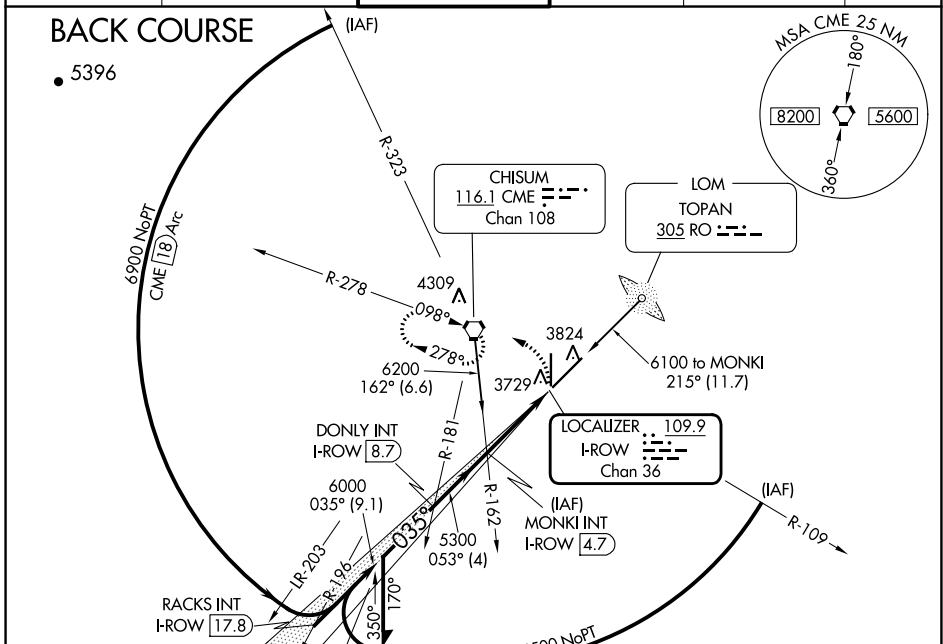 BACK COURSE
5396
(IAF)
MSA CME 25 NM
180°
8200
5600
360°
R-323
CHISUM
116.1 CME
Chan 108
LOM
TOPAN
305 RO
6900 NoPT
CME 18 Arc
R-278
4309
098°
278°
3824
3729
6100 to MONKI
215° (11.7)
6200
162° (6.6)
R-181
DONLY INT
I-ROW 8.7
LOCALIZER 109.9
I-ROW
Chan 36
(IAF)
R-109
6000
035° (9.1)
035°
R-162
(IAF)
MONKI INT
I-ROW 4.7
5300
053° (4)
LR-203
R-196
RACKS INT
I-ROW 17.8
350°
170°
500 NoPT